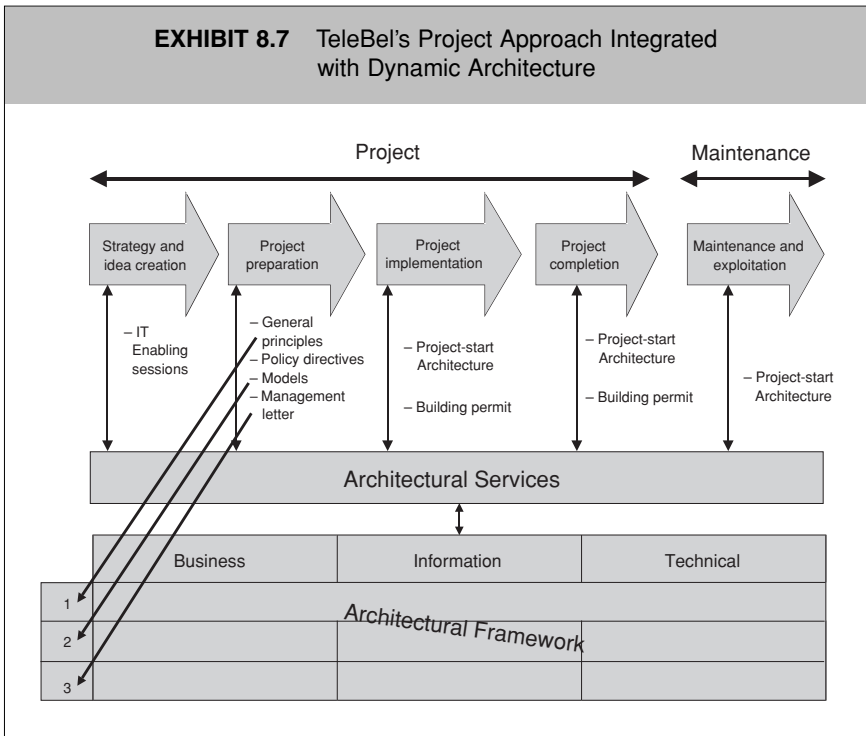 EXHIBIT 8.7 TeleBel's Project Approach Integrated
with Dynamic Architecture
Project
Maintenance
Strategy and
idea creation
Project
preparation
Project
implementation
Project
completion
Maintenance and
exploitation
– IT
Enabling
sessions
– General
principles
– Policy directives
– Models
– Management
letter
– Project-start
Architecture
– Building permit
– Project-start
Architecture
– Building permit
– Project-start
Architecture
Architectural Services
Business
Information
Technical
1
2
3
Architectural Framework